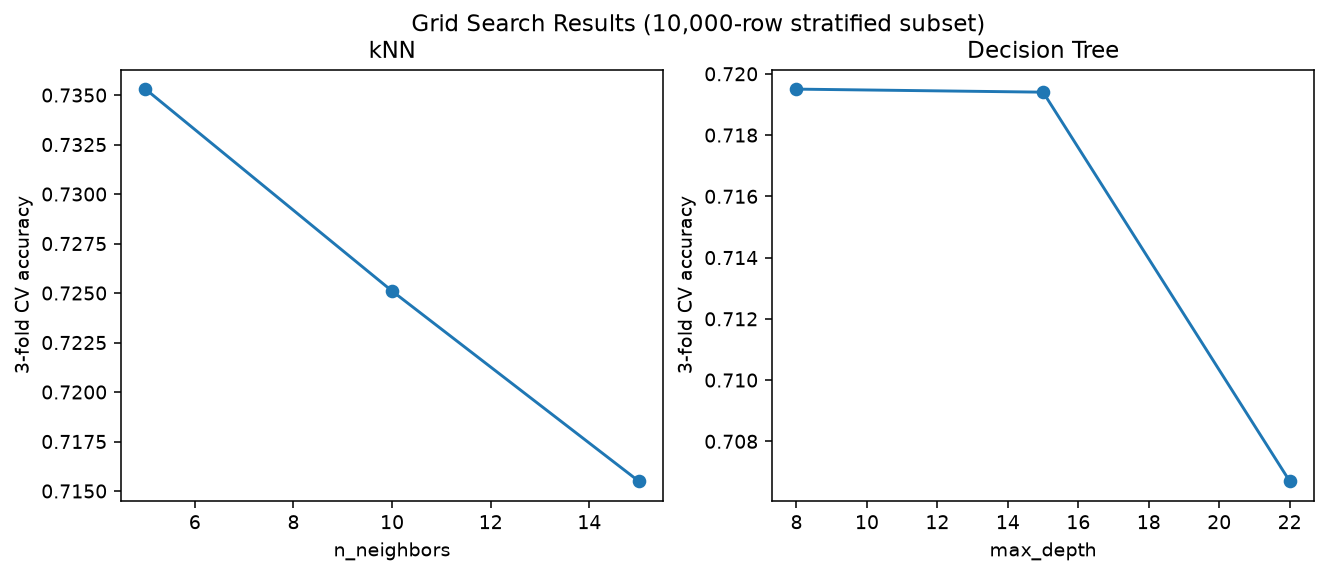 Grid Search Results (10,000-row stratified subset)
kNN
3-fold CV accuracy
0.7350
0.7325
0.7300
0.7275
0.7250
0.7225
0.7200
0.7175
0.7150
6 8 10 12 14
n_neighbors
Decision Tree
3-fold CV accuracy
0.720
0.718
0.716
0.714
0.712
0.710
0.708
8 10 12 14 16 18 20 22
max_depth